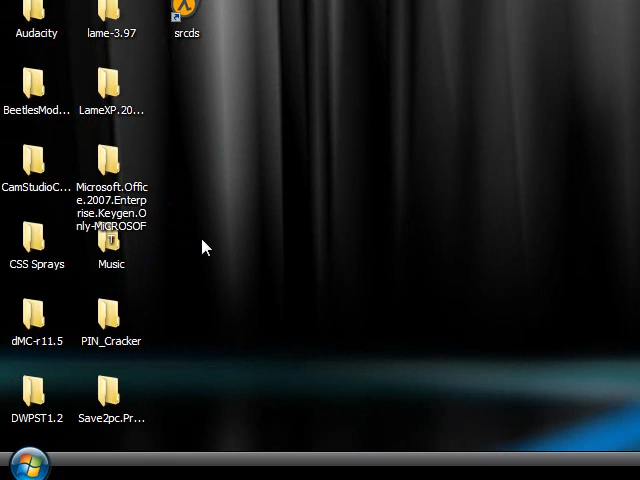 Audacity
lame-3.97
srcds
BeetlesMod...
LameXP.20...
CamStudioC...
Microsoft.Offic
e.2007.Enterp
rise.Keygen.O
nly-MiCROSOF
T
CSS Sprays
Music
dMC-r11.5
PIN_Cracker
DWPST1.2
Save2pc.Pr...